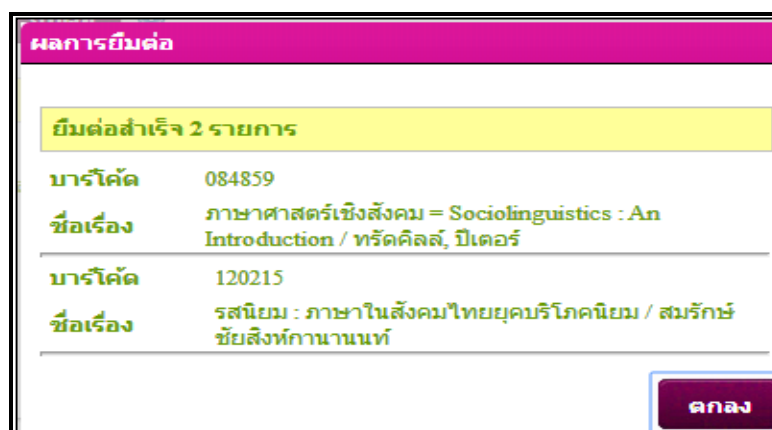 ผลการยืมต่อ
ยืมต่อสำเร็จ 2 รายการ
บาร์โค้ด 084859
ชื่อเรื่อง ภาษาศาสตร์เชิงสังคม = Sociolinguistics : An
Introduction / ทรัดคิลล์, ปีเตอร์
บาร์โค้ด 120215
ชื่อเรื่อง รสนิยม : ภาษาในสังคมไทยยุคบริโภคนิยม / สมรักษ์
ชัยสิงห์กานานนท์
ตกลง